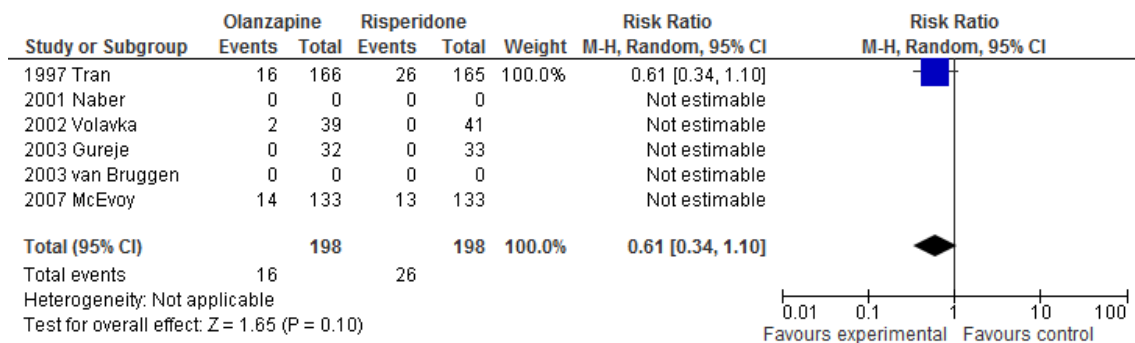 Olanzapine Risperidone Risk Ratio Risk Ratio
Study or Subgroup Events Total Events Total Weight M-H, Random, 95% CI M-H, Random, 95% CI
1997 Tran 16 166 26 165 100.0% 0.61 [0.34, 1.10]
2001 Naber 0 0 0 0 Not estimable
2002 Volavka 2 39 0 41 Not estimable
2003 Gureje 0 32 0 33 Not estimable
2003 van Bruggen 0 0 0 0 Not estimable
2007 McEvoy 14 133 13 133 Not estimable
Total (95% CI) 198 198 100.0% 0.61 [0.34, 1.10]
Total events 16 26
Heterogeneity: Not applicable
Test for overall effect: Z = 1.65 (P = 0.10)
0.01 0.1 1 10 100
Favours experimental Favours control